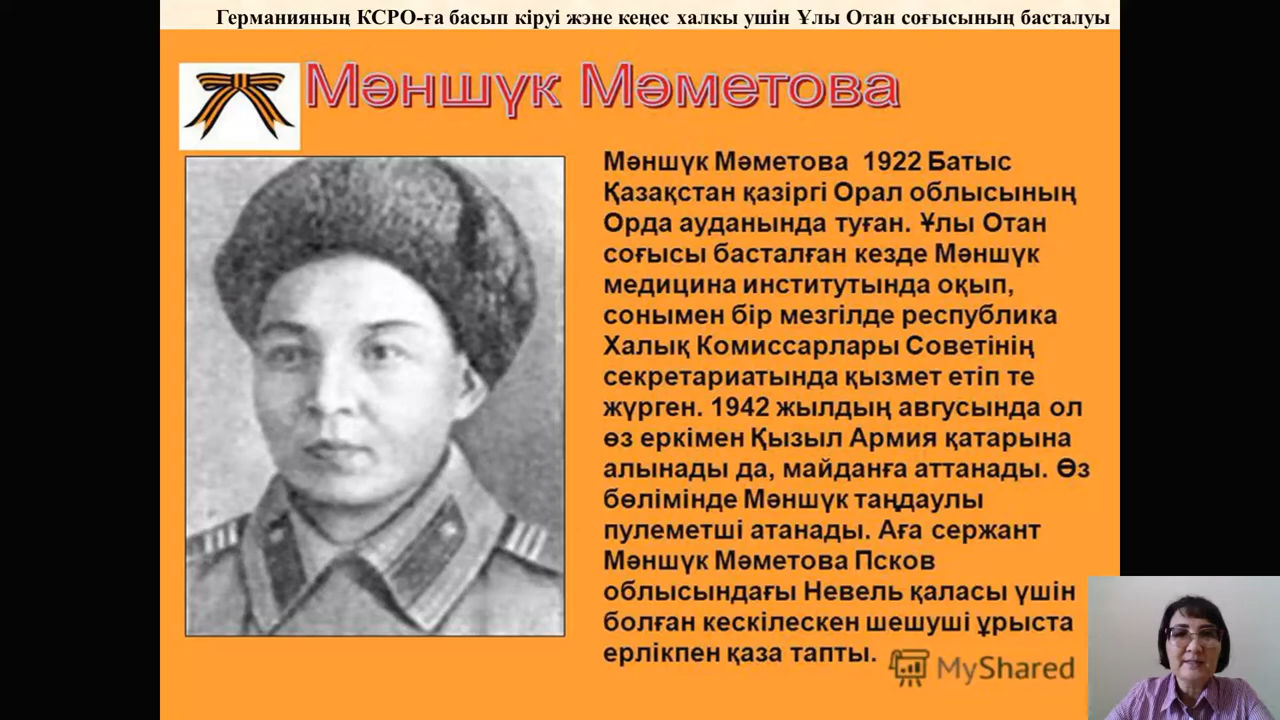 Германияның КСРО-ға басып кіруі жэне кеңес халкы ушін Ұлы Отан соғысының басталуы
Мәншүк Мәметова
Мәншүк Мәметова 1922 Батыс
Қазақстан қазіргі Орал облысының
Орда ауданында туған. Ұлы Отан
соғысы басталған кезде Мәншүк
медицина институтында оқып,
сонымен бір мезгілде республика
Халық Комиссарлары Советінің
секретариатында қызмет етіп те
жүрген. 1942 жылдың авгусында ол
өз еркімен Қызыл Армия қатарына
алынады да, майданға аттанады. Өз
бөлімінде Мәншүк таңдаулы
пулеметші атанады. Аға сержант
Мәншүк Мәметова Псков
облысындағы Невель қаласы үшін
болған кескілескен шешуші ұрыста
ерлікпен қаза тапты.
MyShared